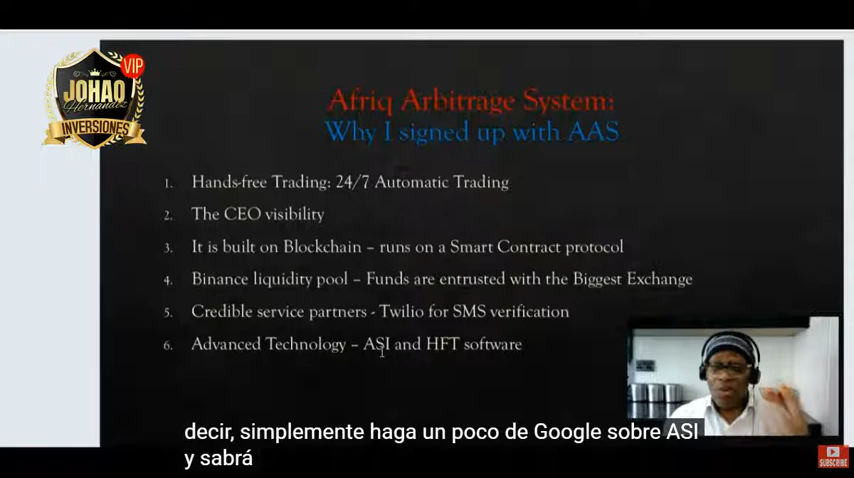 VIP
JOHAO
Hernandez
INVERSIONES
Afriq Arbitrage System:
Why I signed up with AAS
1. Hands-free Trading: 24/7 Automatic Trading
2. The CEO visibility
3. It is built on Blockchain – runs on a Smart Contract protocol
4. Binance liquidity pool – Funds are entrusted with the Biggest Exchange
5. Credible service partners - Twilio for SMS verification
6. Advanced Technology – ASI and HFT software
decir, simplemente haga un poco de Google sobre ASI
y sabrá
SUBSCRIBE